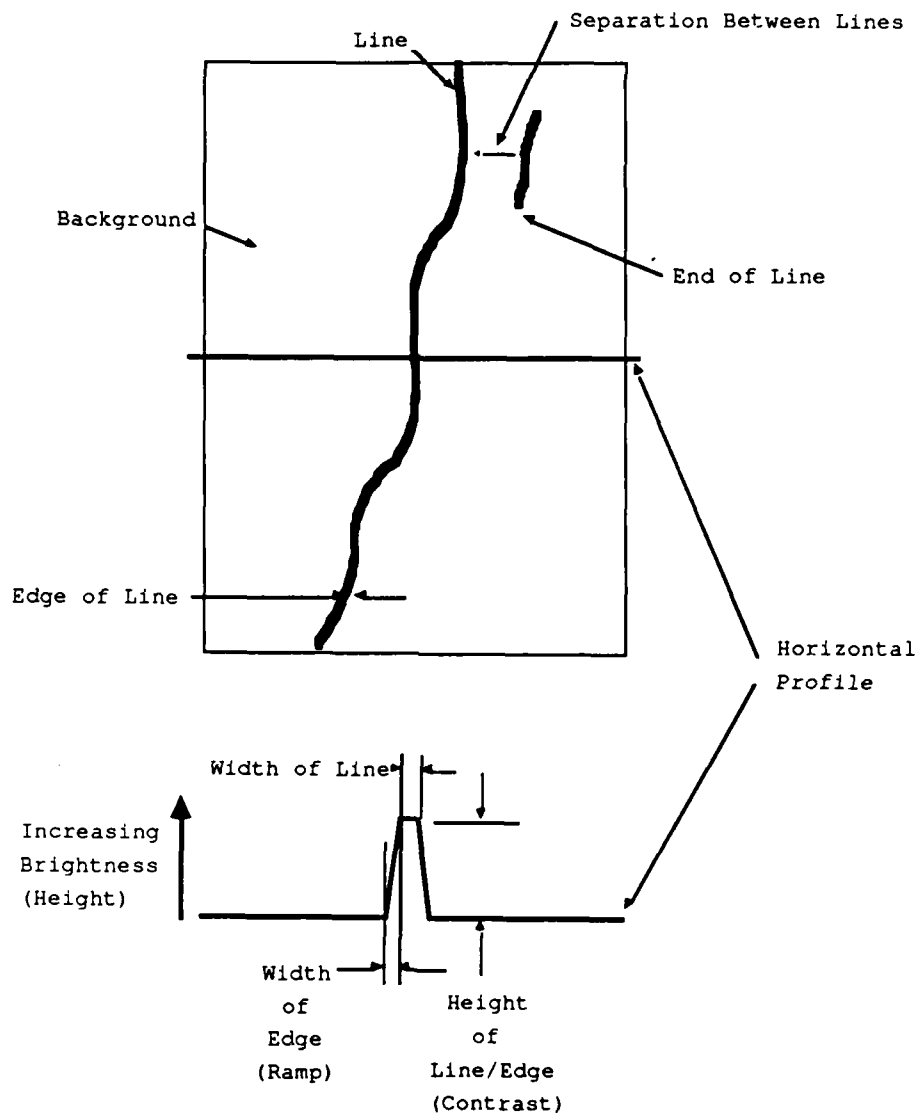 Separation Between Lines
Line
Background
End of Line
Edge of Line
Horizontal
Profile
Width of Line
Increasing
Brightness
(Height)
Width
of
Edge
(Ramp)
Height
of
Line/Edge
(Contrast)